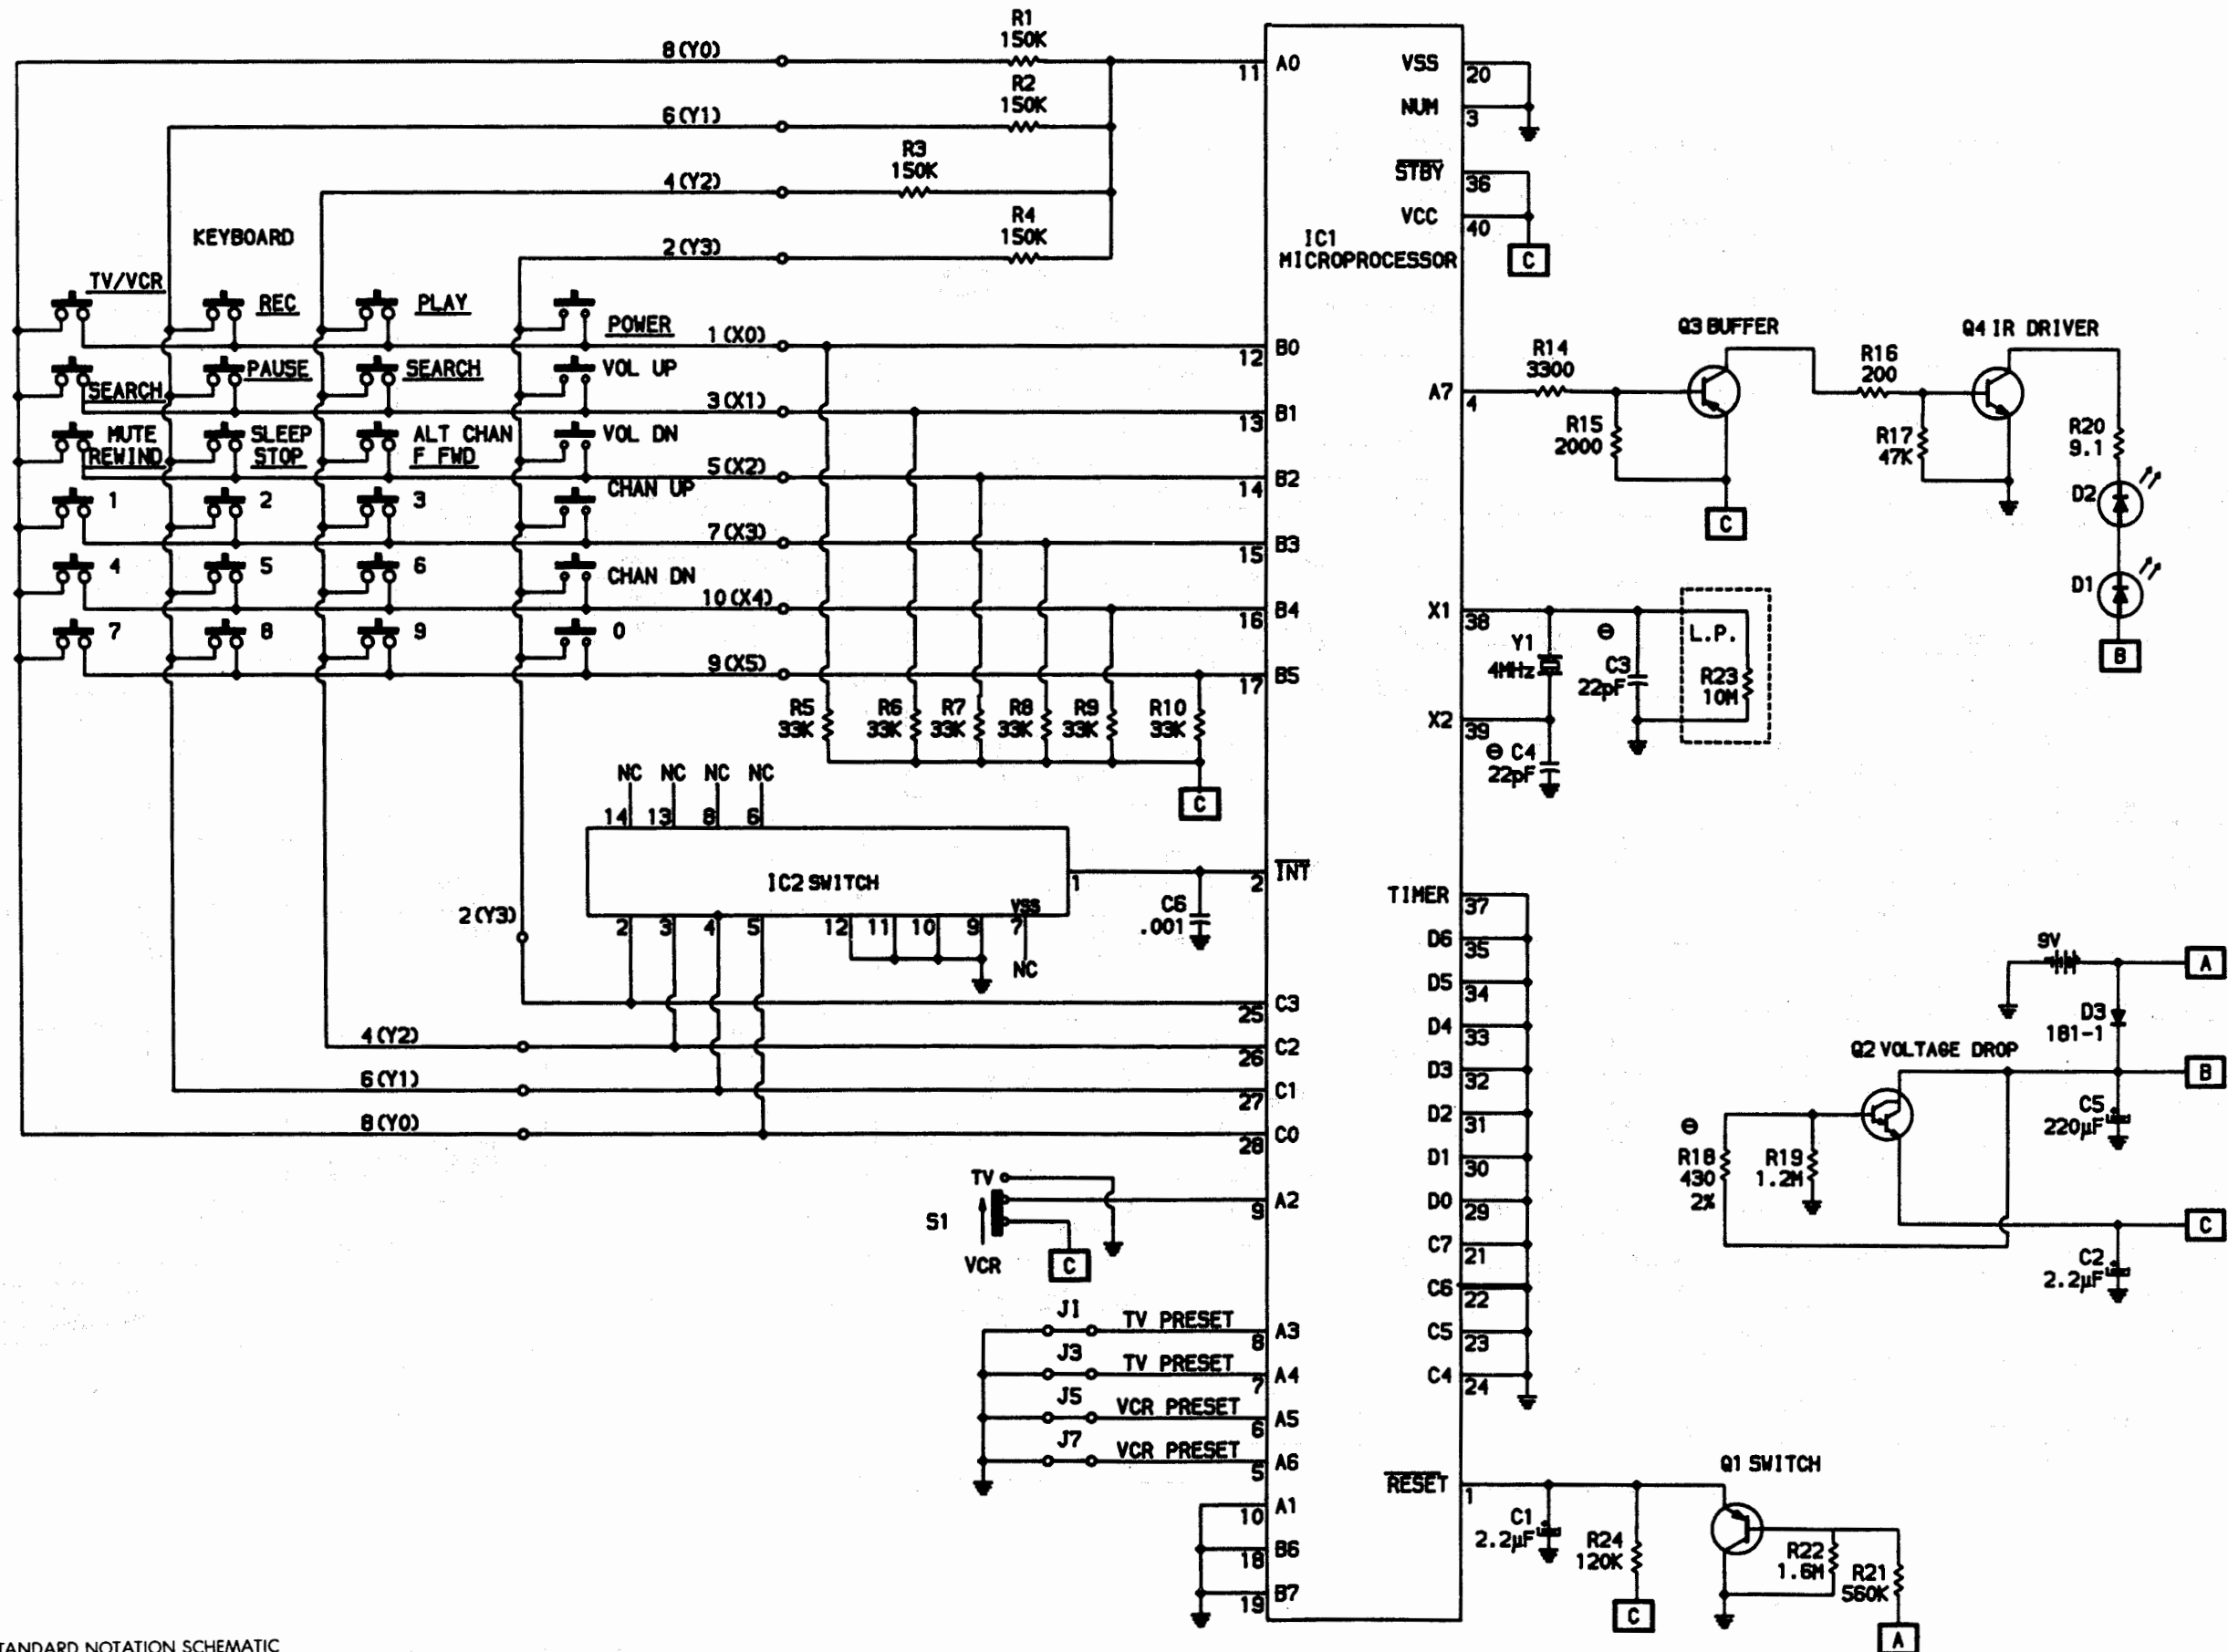 R1
150K
8(Y0)
11
A0
VSS
20
R2
150K
6(Y1)
NUM
3
R3
150K
4(Y2)
STBY
36
R4
150K
2(Y3)
VCC
40
C
IC1
MICROPROCESSOR
KEYBOARD
TV/VCR
REC
PLAY
POWER
1(X0)
12
B0
SEARCH
PAUSE
SEARCH
VOL UP
3(X1)
13
B1
MUTE
REWIND
SLEEP
STOP
ALT CHAN
F FWD
VOL DN
5(X2)
14
B2
1
2
3
CHAN UP
7(X3)
15
B3
4
5
6
CHAN DN
10(X4)
16
B4
7
8
9
0
9(X5)
17
B5
R5
33K
R6
33K
R7
33K
R8
33K
R9
33K
R10
33K
C
Q3 BUFFER
Q4 IR DRIVER
A7
4
R14
3300
R15
2000
C
R16
200
R17
47K
R20
9.1
D2
D1
B
X1
38
Y1
4MHz
C3
22pF
L.P.
R23
10M
X2
39
C4
22pF
NC NC NC NC
14 13 8 6
IC2 SWITCH
1
2
INT
C6
.001
VSS
2 3 4 5 12 11 10 9 7
NC
2(Y3)
25
C3
4(Y2)
26
C2
6(Y1)
27
C1
8(Y0)
28
C0
TV
S1
VCR
C
9
A2
J1
TV PRESET
8
A3
J3
TV PRESET
7
A4
J5
VCR PRESET
6
A5
J7
VCR PRESET
5
A6
10
A1
18
B6
19
B7
TIMER
37
D6
35
D5
34
D4
33
D3
32
D2
31
D1
30
D0
29
C7
21
C6
22
C5
23
C4
24
9V
A
D3
181-1
Q2 VOLTAGE DROP
B
C5
220µF
R18
430
2%
R19
1.2M
C
C2
2.2µF
RESET
1
Q1 SWITCH
C1
2.2µF
R24
120K
C
R22
1.6M
R21
560K
A
TANDARD NOTATION SCHEMATIC